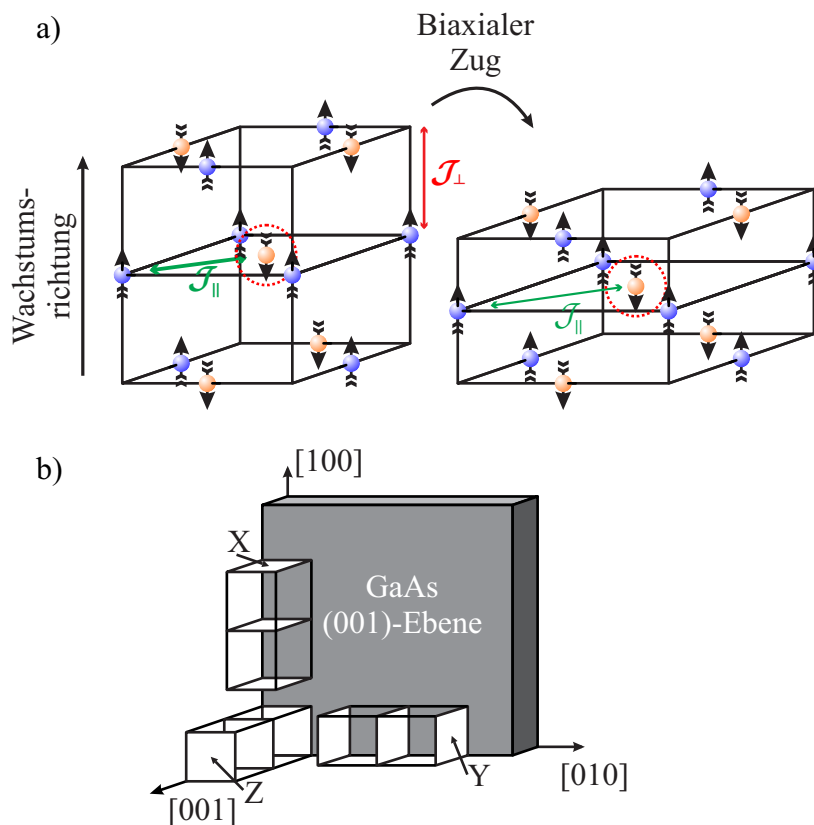 a)
Biaxialer
Zug
Wachstums-
richtung
𝒥⊥
𝒥∥
𝒥∥
b)
[100]
X
GaAs
(001)-Ebene
Y
[010]
[001]
Z